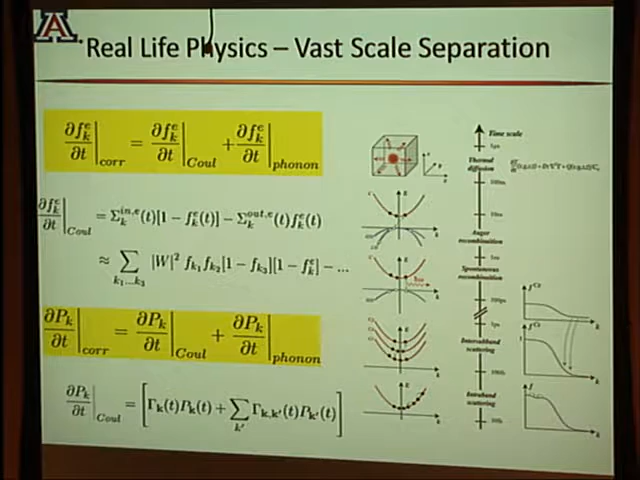 A
Real Life Physics – Vast Scale Separation
∂f_k^e/∂t |_corr = ∂f_k^e/∂t |_Coul + ∂f_k^e/∂t |_phonon
∂f_k^e/∂t |_Coul = Σ_k^{in,e}(t)[1 − f_k^e(t)] − Σ_k^{out,e}(t) f_k^e(t)
≈ Σ_{k_1...k_3} |W|^2 f_{k_1} f_{k_2}[1 − f_{k_3}][1 − f_k^e] − ...
∂P_k/∂t |_corr = ∂P_k/∂t |_Coul + ∂P_k/∂t |_phonon
∂P_k/∂t |_Coul = [Γ_k(t)P_k(t) + Σ_{k'} Γ_{k,k'}(t)P_{k'}(t)]
Time scale
Thermal
diffusion
Auger
recombination
Spontaneous
recombination
Intersubband
scattering
Intraband
scattering